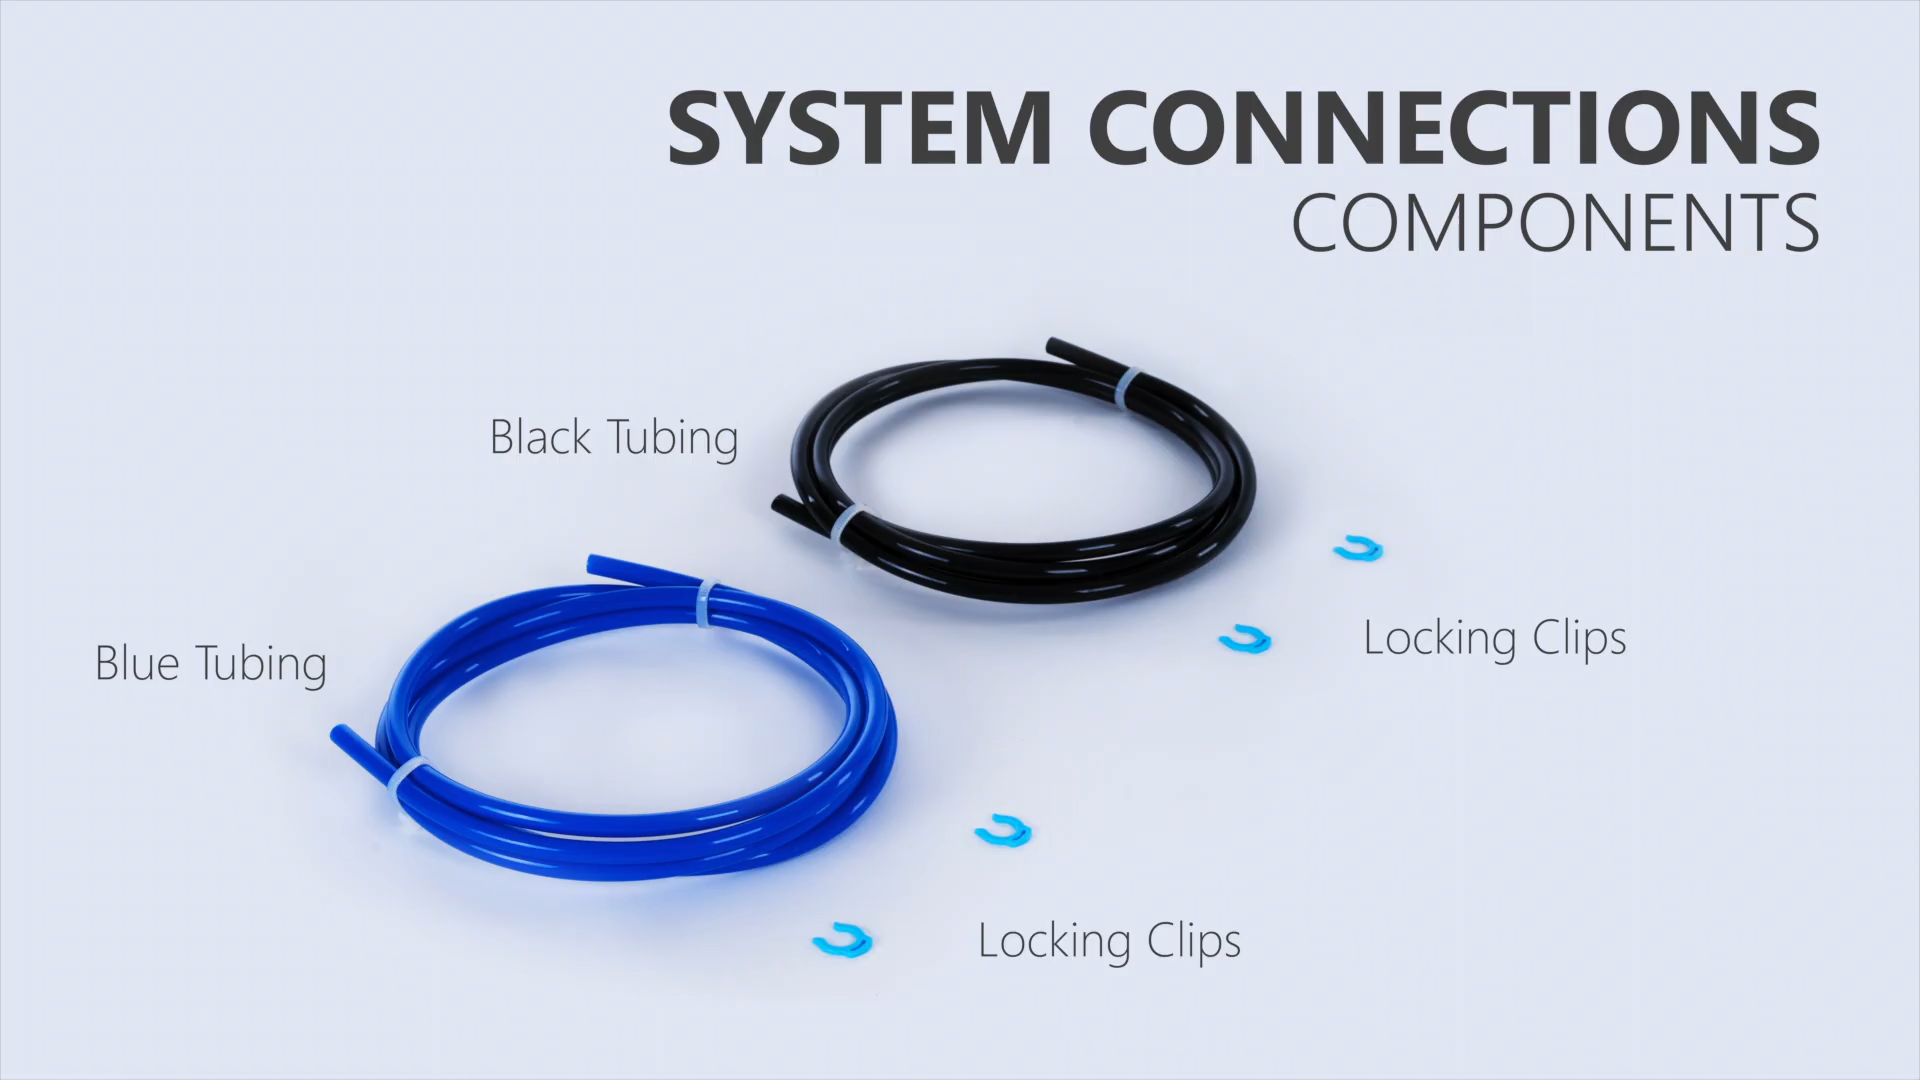 SYSTEM CONNECTIONS
COMPONENTS
Black Tubing
Blue Tubing
Locking Clips
Locking Clips